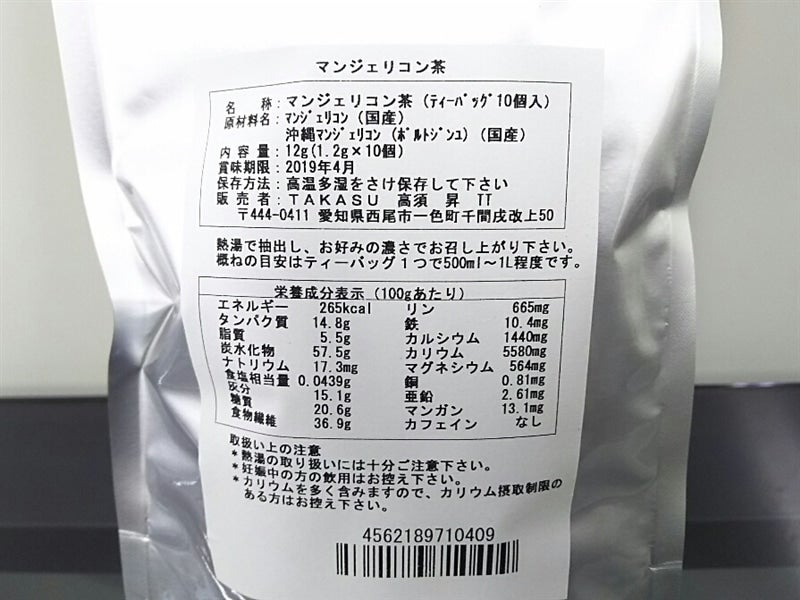 マンジェリコン茶
名　　称：マンジェリコン茶（ﾃｨｰﾊﾞｯｸﾞ10個入）
原材料名：ﾏﾝｼﾞｪﾘｺﾝ（国産）
沖縄ﾏﾝｼﾞｪﾘｺﾝ（ﾎﾞﾙﾄｼﾞﾝﾕ）（国産）
内 容 量：12g(1.2g×10個)
賞味期限：2019年4月
保存方法：高温多湿をさけ保存して下さい
販 売 者：ＴＡＫＡＳＵ　高須　昇　TT
〒444-0411 愛知県西尾市一色町千間戌改上50
熱湯で抽出し、お好みの濃さでお召し上がり下さい。
概ねの目安はティーバッグ１つで500ml～1L程度です。
栄養成分表示（100gあたり）
エネルギー 265kcal リン 665mg
タンパク質 14.8g 鉄 10.4mg
脂質 5.5g カルシウム 1440mg
炭水化物 57.5g カリウム 5580mg
ナトリウム 17.3mg マグネシウム 564mg
食塩相当量 0.0439g 銅 0.81mg
灰分 15.1g 亜鉛 2.61mg
糖質 20.6g マンガン 13.1mg
食物繊維 36.9g カフェイン なし
取扱い上の注意
＊熱湯の取り扱いには十分ご注意下さい。
＊妊娠中の方の飲用はお控え下さい。
＊カリウムを多く含みますので、カリウム摂取制限の
ある方はお控え下さい。
4562189710409